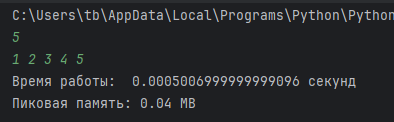 C:\Users\tb\AppData\Local\Programs\Python\Python
5
1 2 3 4 5
Время работы:  0.0005006999999999096 секунд
Пиковая память: 0.04 MB